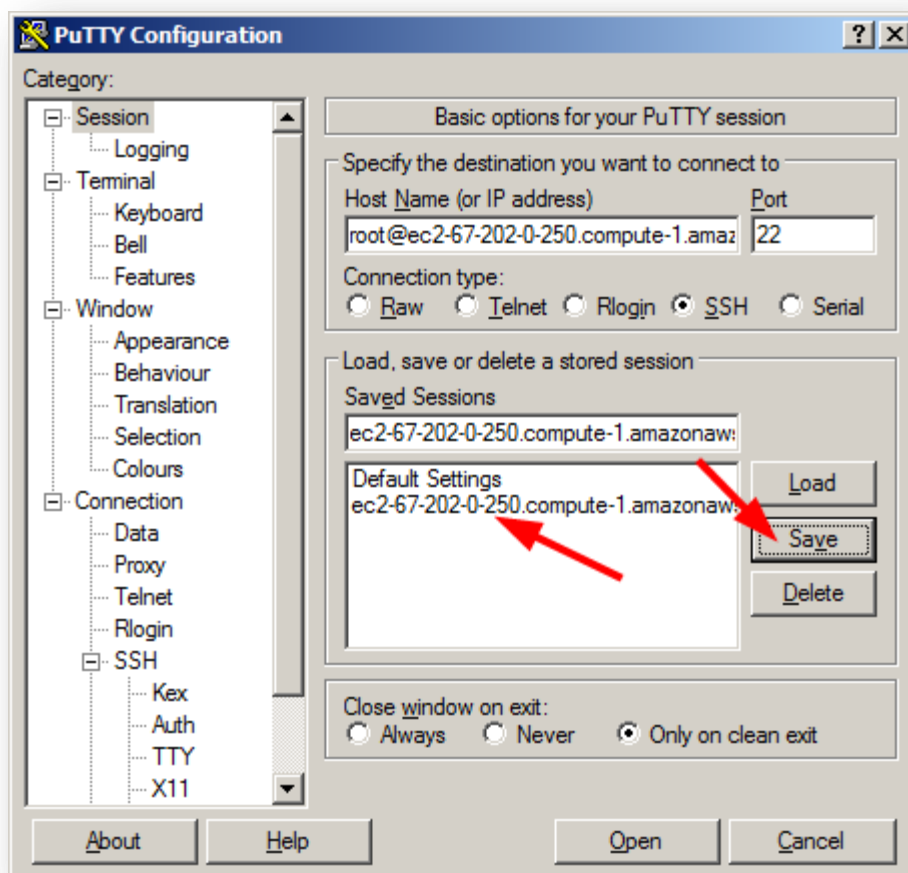 PuTTY Configuration
Category:
Session
Logging
Terminal
Keyboard
Bell
Features
Window
Appearance
Behaviour
Translation
Selection
Colours
Connection
Data
Proxy
Telnet
Rlogin
SSH
Kex
Auth
TTY
X11
Basic options for your PuTTY session
Specify the destination you want to connect to
Host Name (or IP address) Port
root@ec2-67-202-0-250.compute-1.amaz 22
Connection type:
Raw Telnet Rlogin SSH Serial
Load, save or delete a stored session
Saved Sessions
ec2-67-202-0-250.compute-1.amazonaws
Default Settings
ec2-67-202-0-250.compute-1.amazonaws
Load
Save
Delete
Close window on exit:
Always Never Only on clean exit
About Help Open Cancel